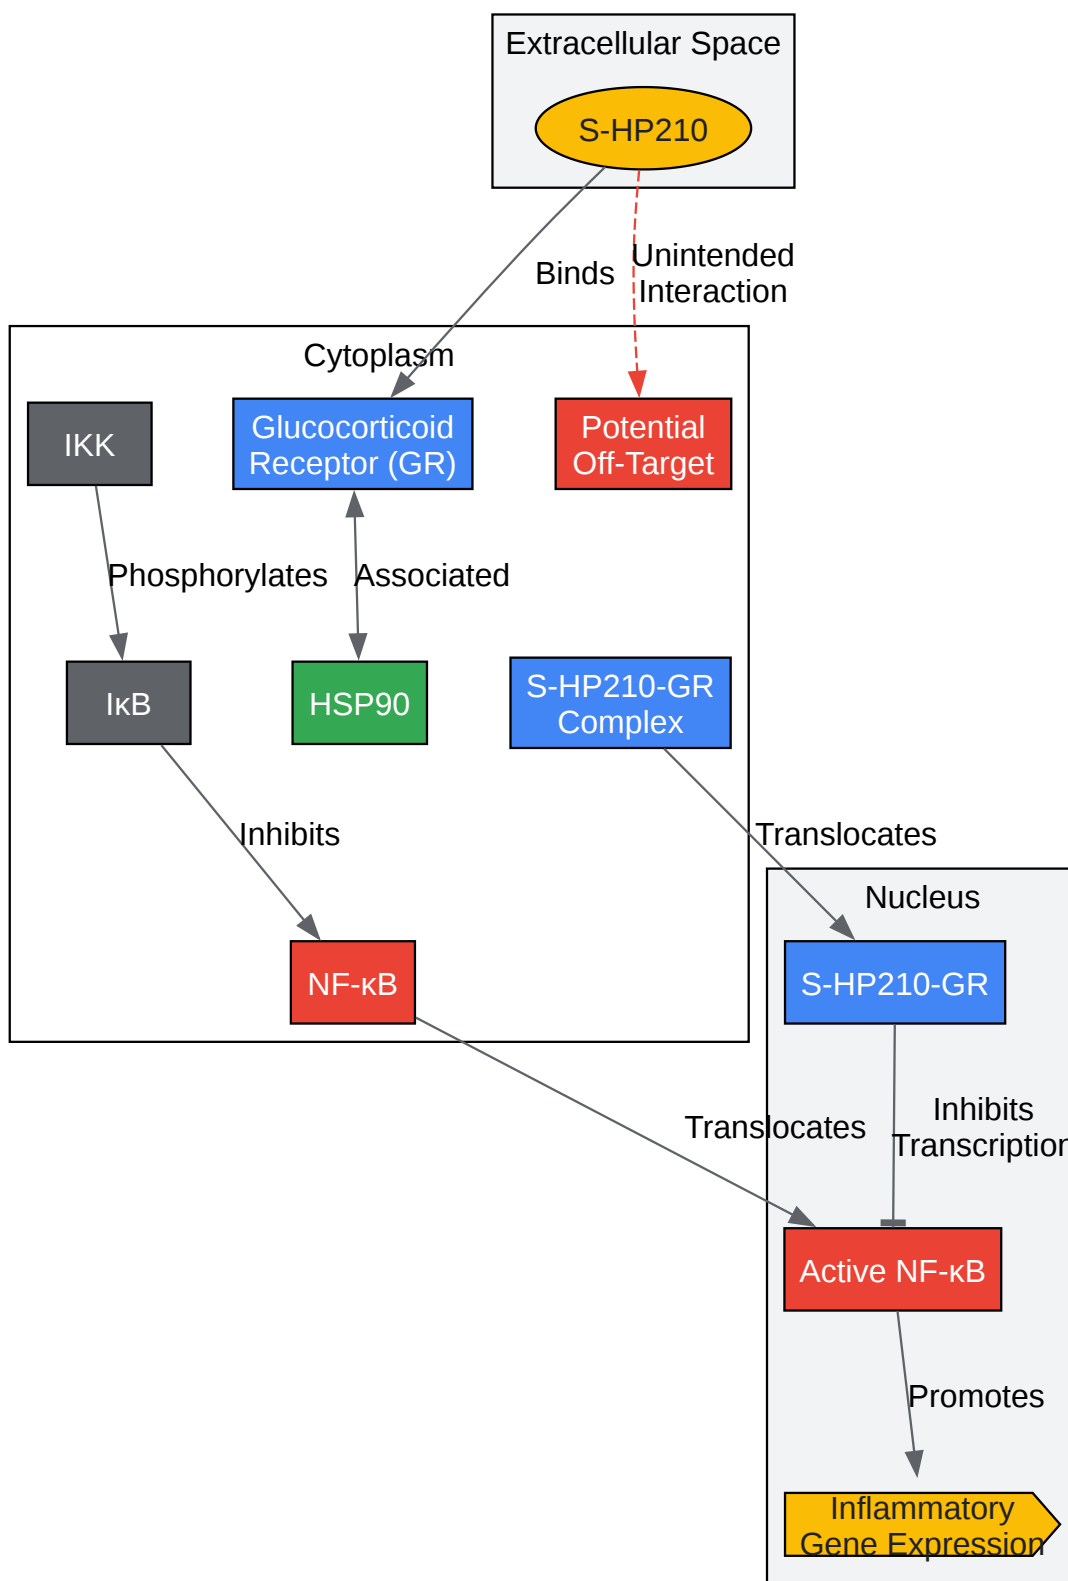 Extracellular Space
S-HP210
Binds
Unintended
Interaction
Cytoplasm
IKK
Glucocorticoid
Receptor (GR)
Potential
Off-Target
Phosphorylates
Associated
IκB
HSP90
S-HP210-GR
Complex
Inhibits
Translocates
Nucleus
NF-κB
S-HP210-GR
Translocates
Inhibits
Transcription
Active NF-κB
Promotes
Inflammatory
Gene Expression